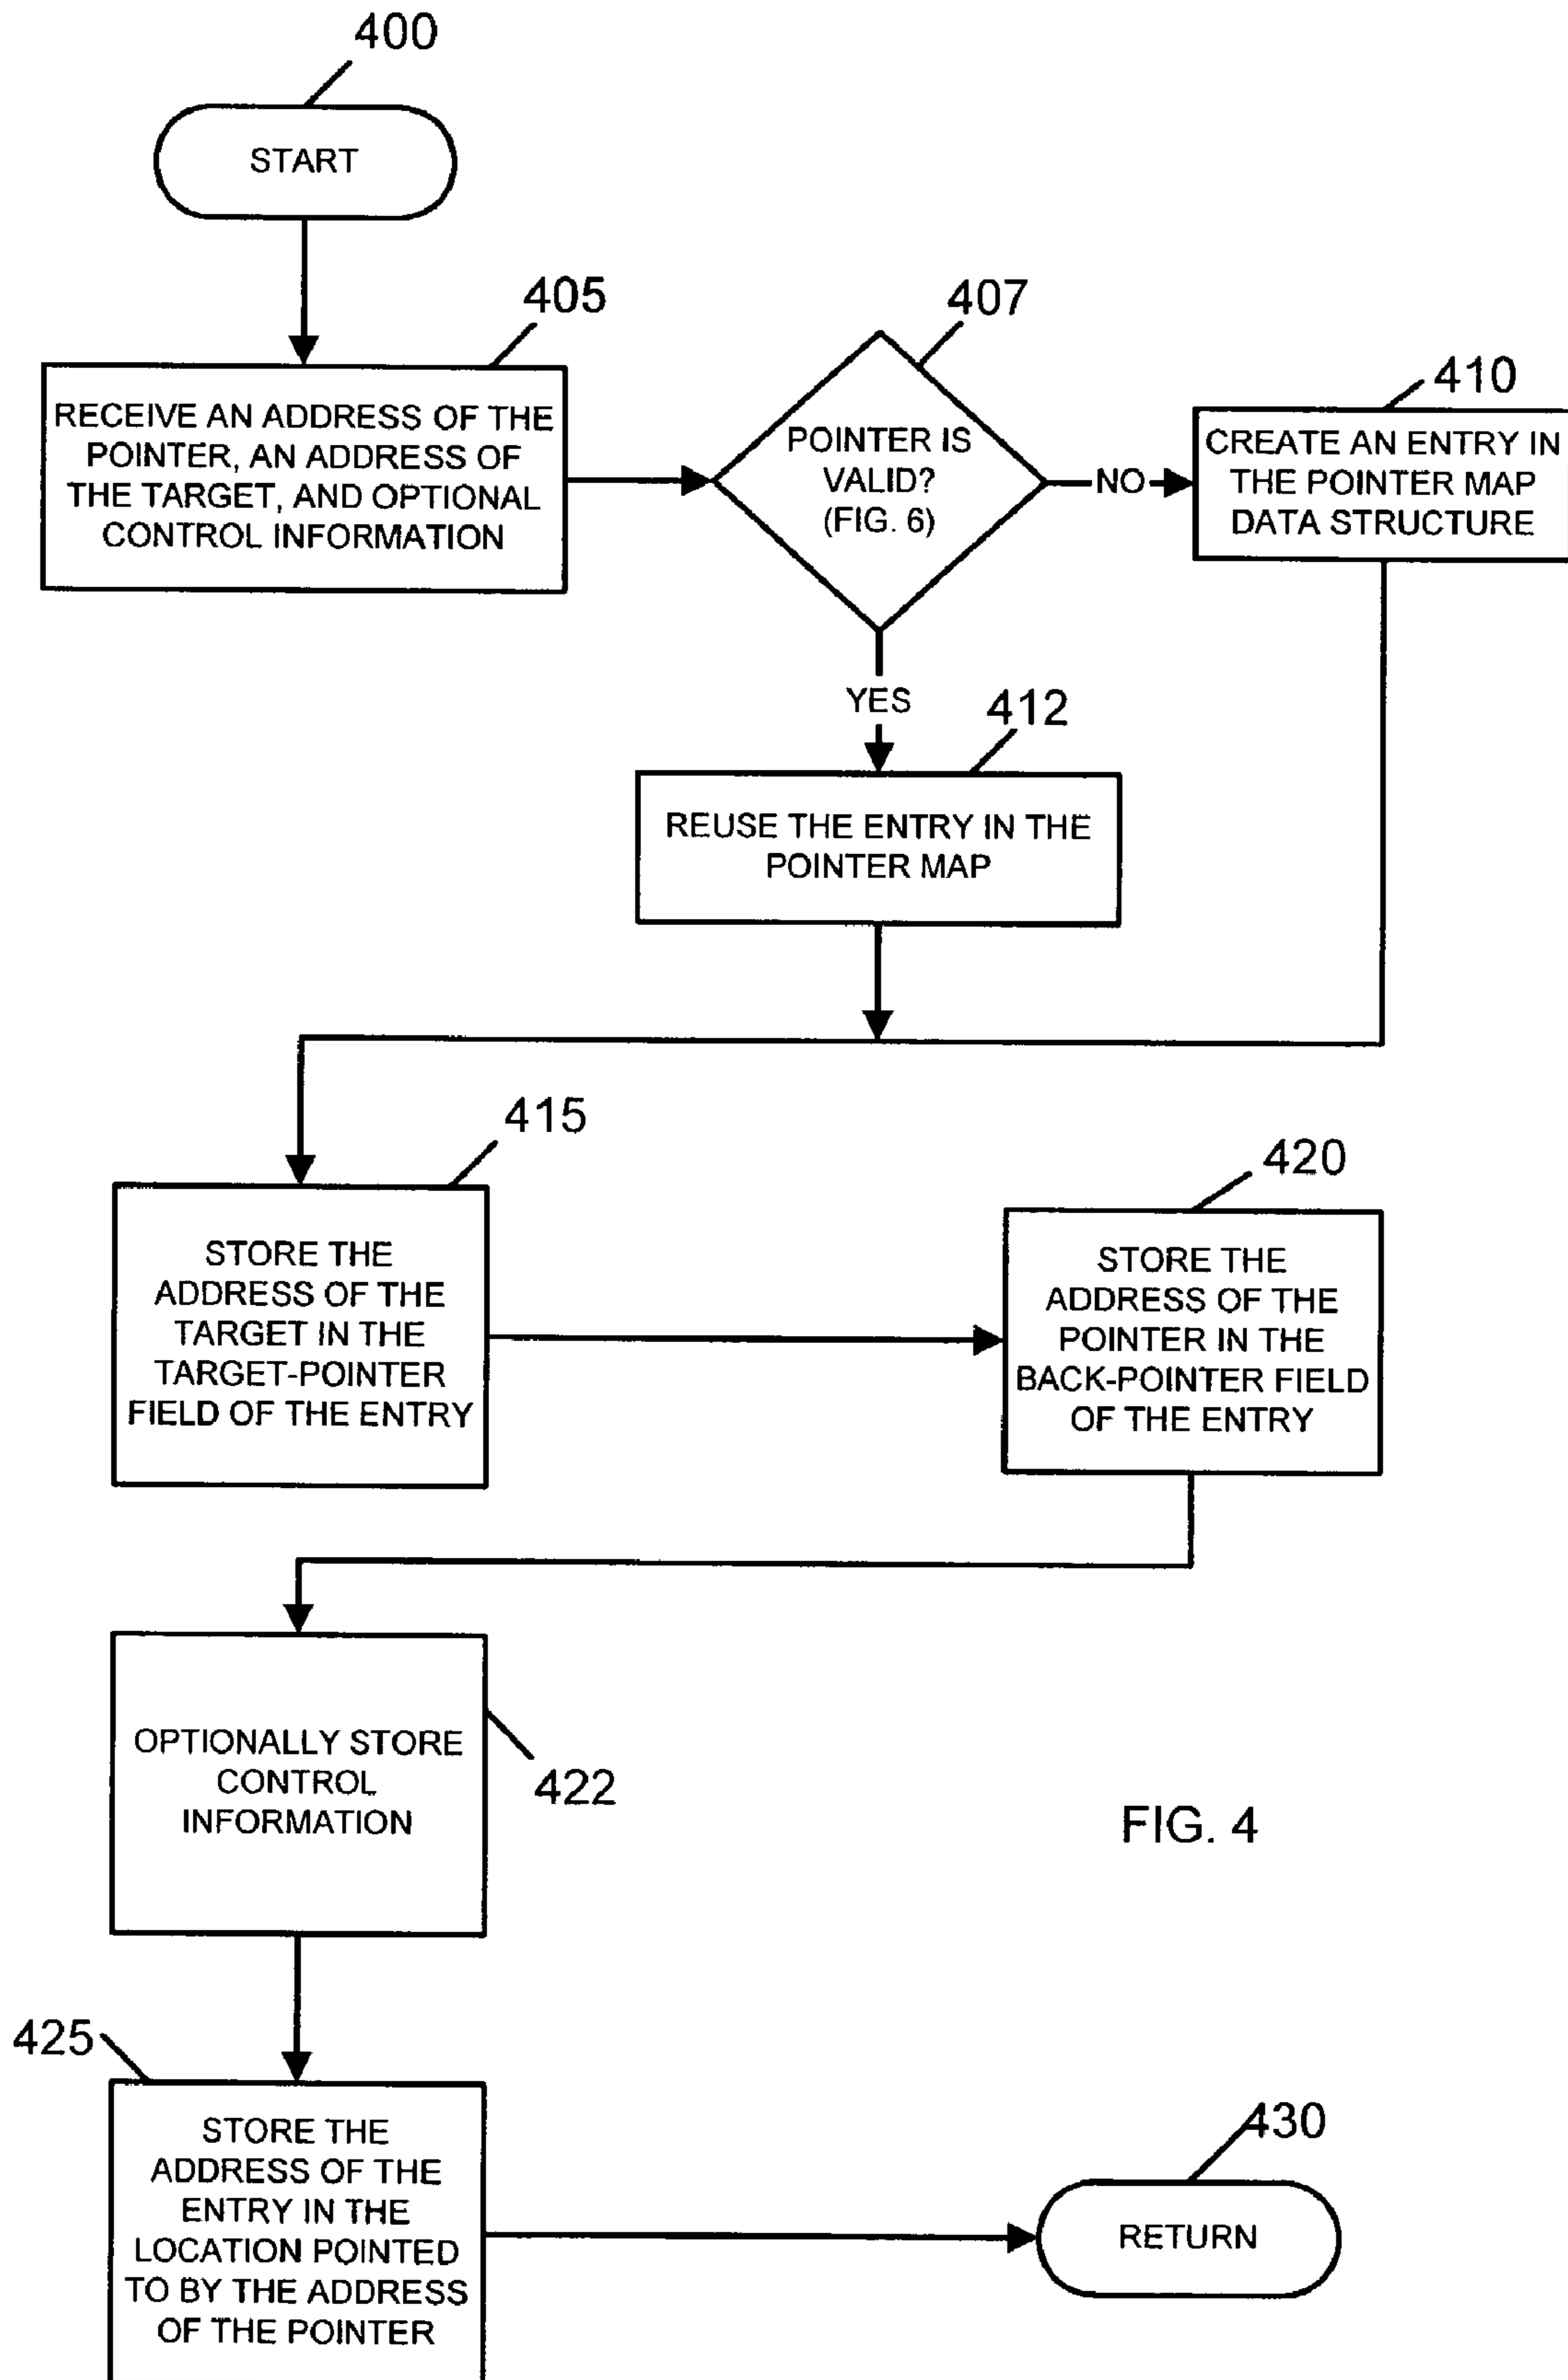 400
START
405
RECEIVE AN ADDRESS OF THE
POINTER, AN ADDRESS OF
THE TARGET, AND OPTIONAL
CONTROL INFORMATION
407
POINTER IS
VALID?
(FIG. 6)
NO
410
CREATE AN ENTRY IN
THE POINTER MAP
DATA STRUCTURE
YES
412
REUSE THE ENTRY IN THE
POINTER MAP
415
STORE THE
ADDRESS OF THE
TARGET IN THE
TARGET-POINTER
FIELD OF THE ENTRY
420
STORE THE
ADDRESS OF THE
POINTER IN THE
BACK-POINTER FIELD
OF THE ENTRY
OPTIONALLY STORE
CONTROL
INFORMATION
422
FIG. 4
425
STORE THE
ADDRESS OF THE
ENTRY IN THE
LOCATION POINTED
TO BY THE ADDRESS
OF THE POINTER
430
RETURN